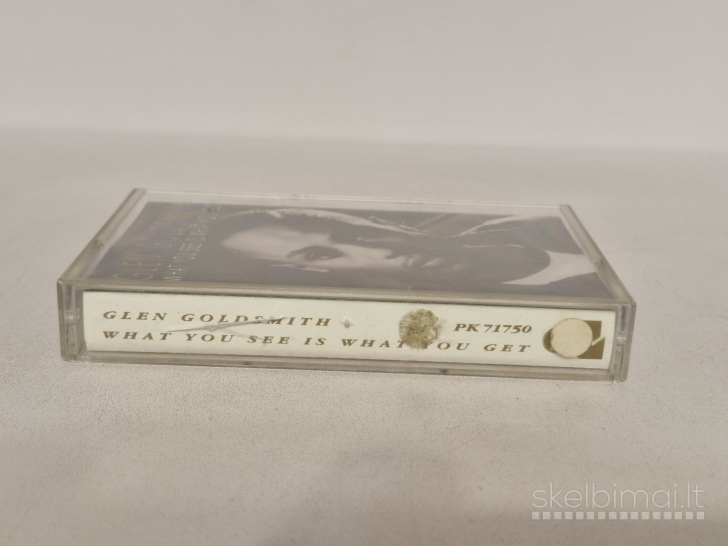 GLEN GOLDSMITH
PK 71750
WHAT YOU SEE IS WHAT YOU GET
skelbimai.lt